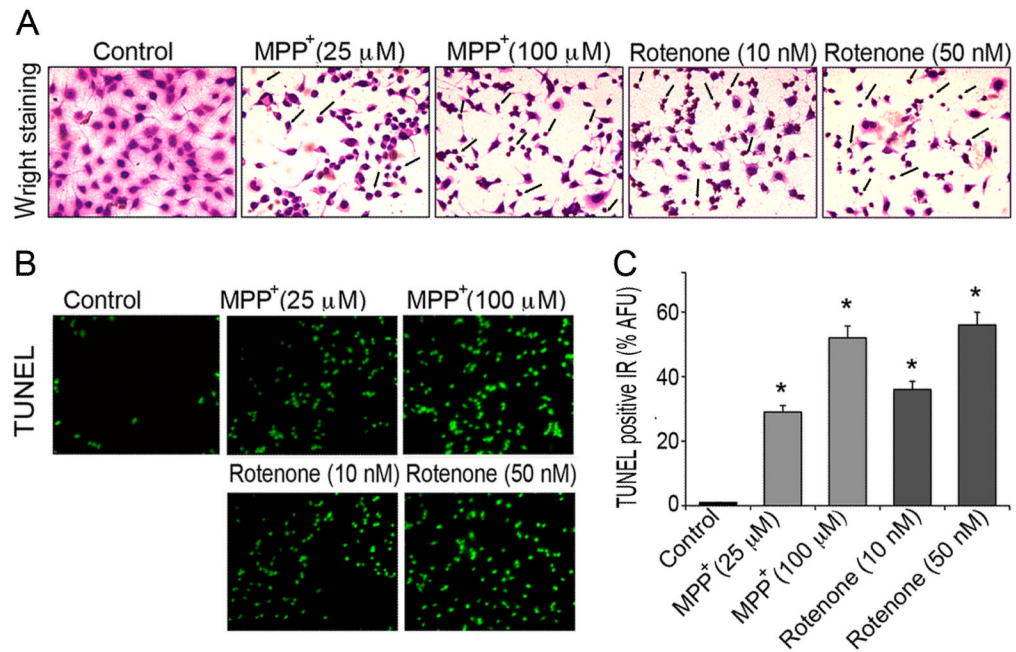 A
Control
MPP+(25 µM)
MPP+(100 µM)
Rotenone (10 nM)
Rotenone (50 nM)
Wright staining
B
Control
MPP+(25 µM)
MPP+(100 µM)
TUNEL
Rotenone (10 nM)
Rotenone (50 nM)
C
TUNEL positive IR (% AFU)
60
40
20
0
*
*
*
*
Control
MPP+ (25 µM)
MPP+ (100 µM)
Rotenone (10 nM)
Rotenone (50 nM)